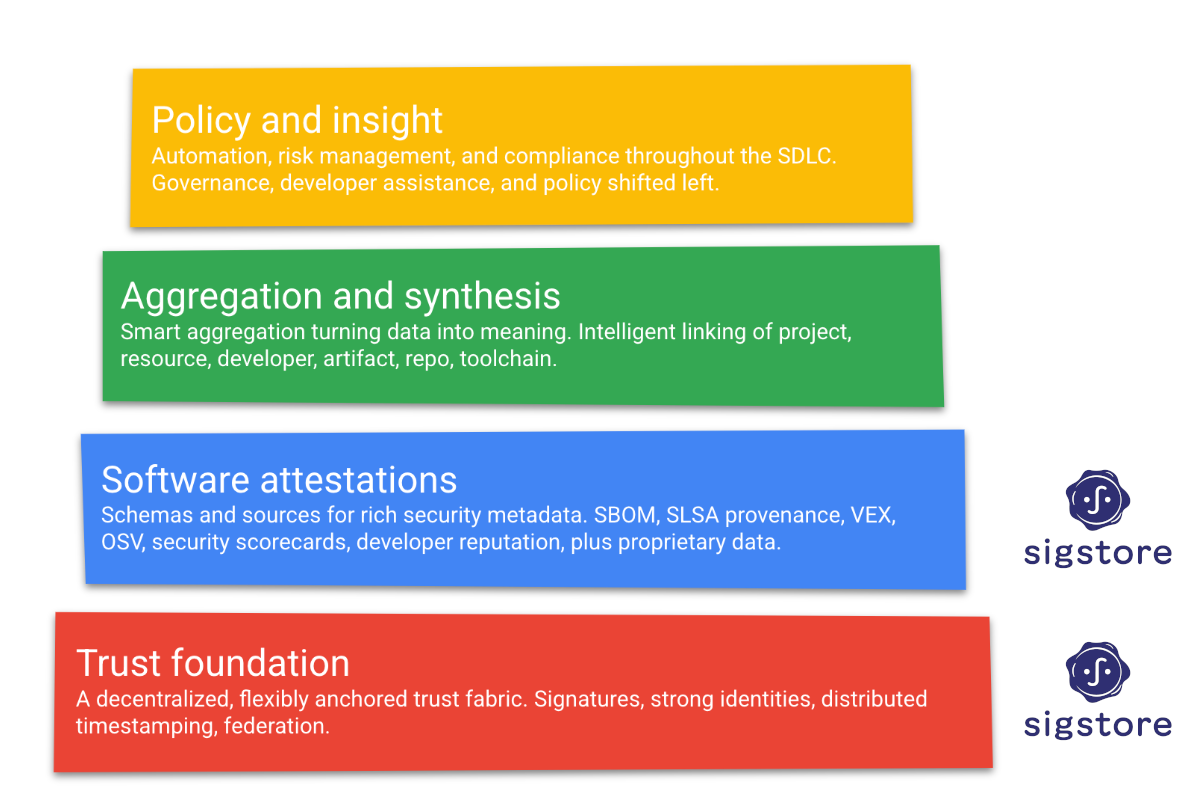 Policy and insight
Automation, risk management, and compliance throughout the SDLC.
Governance, developer assistance, and policy shifted left.
Aggregation and synthesis
Smart aggregation turning data into meaning. Intelligent linking of project,
resource, developer, artifact, repo, toolchain.
Software attestations
Schemas and sources for rich security metadata. SBOM, SLSA provenance, VEX,
OSV, security scorecards, developer reputation, plus proprietary data.
sigstore
Trust foundation
A decentralized, flexibly anchored trust fabric. Signatures, strong identities, distributed
timestamping, federation.
sigstore